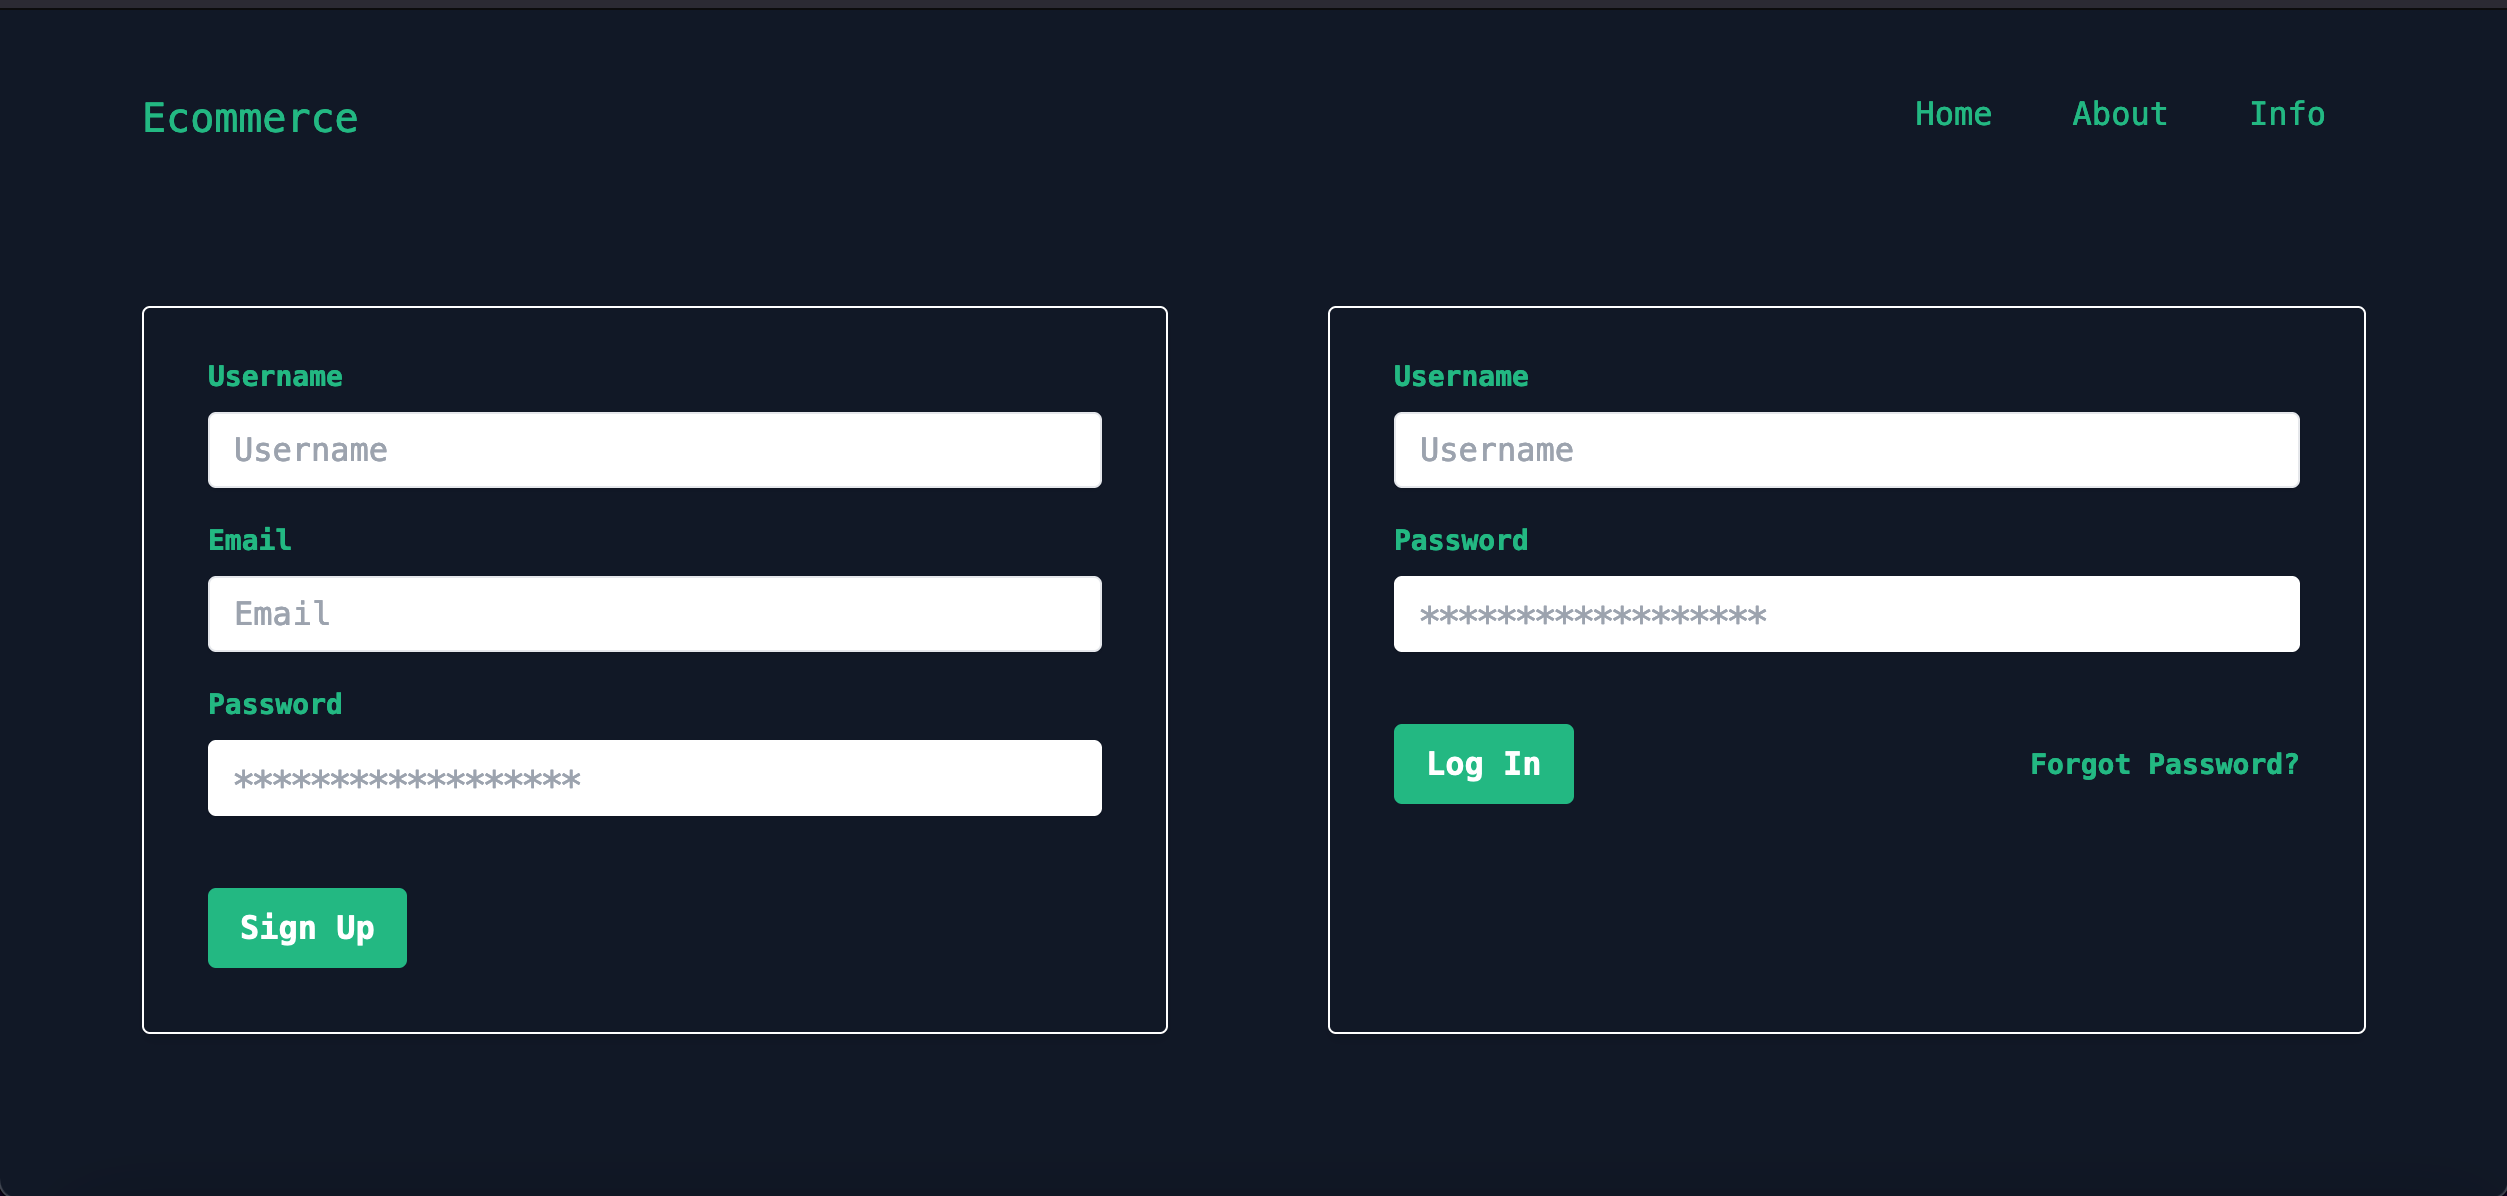 Ecommerce
Home About Info
Username
Username
Email
Email
Password
******************
Sign Up
Username
Username
Password
******************
Log In
Forgot Password?